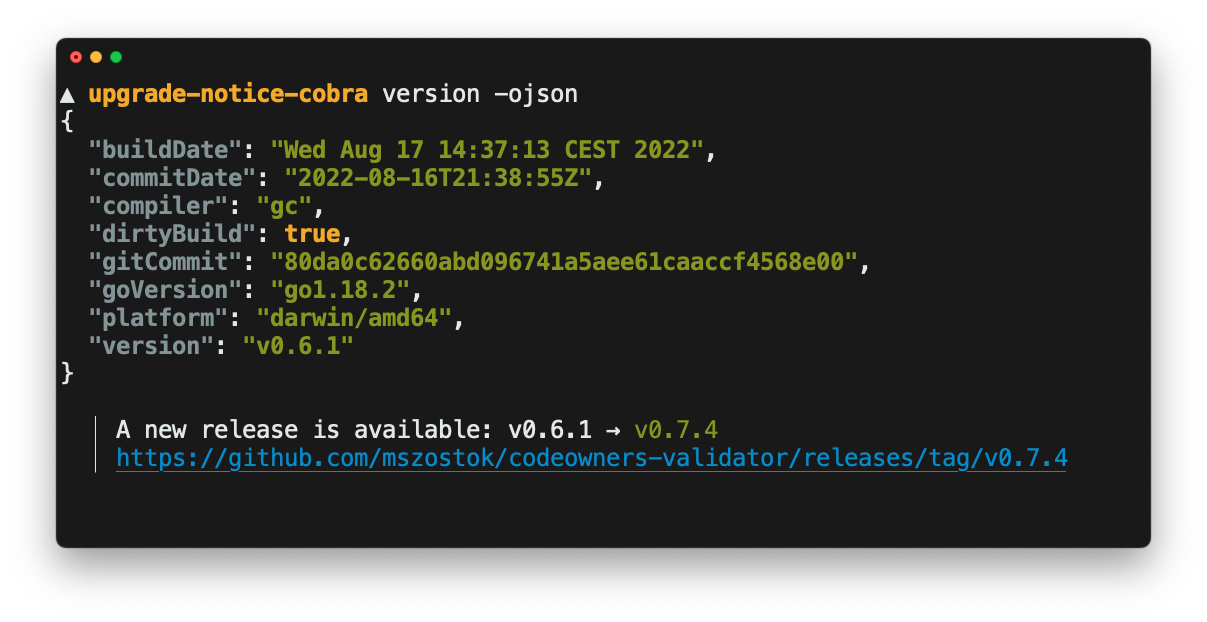 ▲ upgrade-notice-cobra version -ojson
{
  "buildDate": "Wed Aug 17 14:37:13 CEST 2022",
  "commitDate": "2022-08-16T21:38:55Z",
  "compiler": "gc",
  "dirtyBuild": true,
  "gitCommit": "80da0c62660abd096741a5aee61caaccf4568e00",
  "goVersion": "go1.18.2",
  "platform": "darwin/amd64",
  "version": "v0.6.1"
}
A new release is available: v0.6.1 → v0.7.4
https://github.com/mszostok/codeowners-validator/releases/tag/v0.7.4